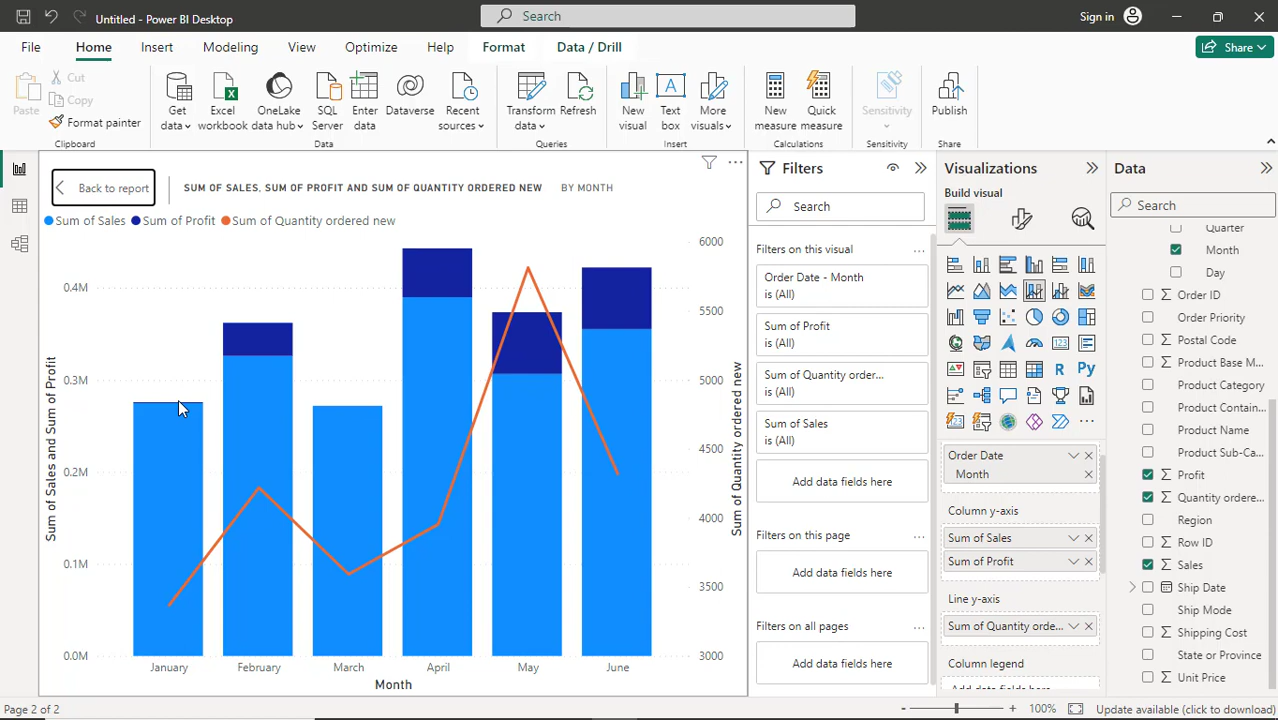 Untitled - Power BI Desktop
Search
Sign in
File
Home
Insert
Modeling
View
Optimize
Help
Format
Data / Drill
Share
Paste
Cut
Copy
Format painter
Clipboard
Get
data
Excel
workbook
OneLake
data hub
SQL
Server
Enter
data
Dataverse
Recent
sources
Data
Transform
data
Refresh
Queries
New
visual
A
Text
box
More
visuals
Insert
New
measure
Quick
measure
Calculations
Sensitivity
Sensitivity
Publish
Share
Back to report
SUM OF SALES, SUM OF PROFIT AND SUM OF QUANTITY ORDERED NEW
BY MONTH
Sum of Sales
Sum of Profit
Sum of Quantity ordered new
Sum of Sales and Sum of Profit
0.4M
0.3M
0.2M
0.1M
0.0M
6000
5500
5000
4500
4000
3500
3000
Sum of Quantity ordered new
January
February
March
April
May
June
Month
Filters
Search
Filters on this visual
...
Order Date - Month
is (All)
Sum of Profit
is (All)
Sum of Quantity order...
is (All)
Sum of Sales
is (All)
Add data fields here
Filters on this page
...
Add data fields here
Filters on all pages
...
Add data fields here
Visualizations
Build visual
123
R
Py
...
Order Date
Month
Column y-axis
Sum of Sales
Sum of Profit
Line y-axis
Sum of Quantity orde...
Column legend
Add data fields here
Data
Search
Quarter
Month
Day
Order ID
Order Priority
Postal Code
Product Base M...
Product Category
Product Contain...
Product Name
Product Sub-Ca...
Profit
Quantity ordere...
Region
Row ID
Sales
Ship Date
Ship Mode
Shipping Cost
State or Province
Unit Price
Page 2 of 2
- + 100%
Update available (click to download)